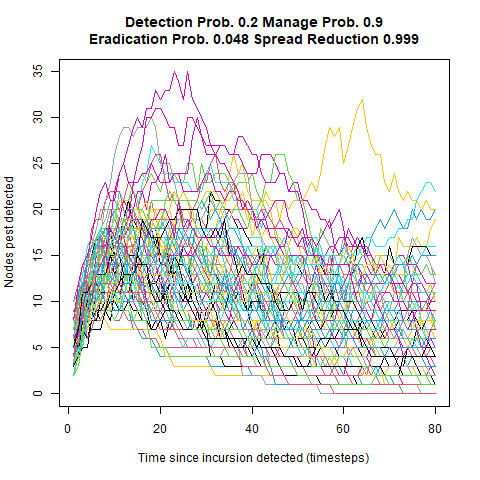 Detection Prob. 0.2 Manage Prob. 0.9
Eradication Prob. 0.048 Spread Reduction 0.999
Nodes pest detected
35
30
25
20
15
10
5
0
0 20 40 60 80
Time since incursion detected (timesteps)